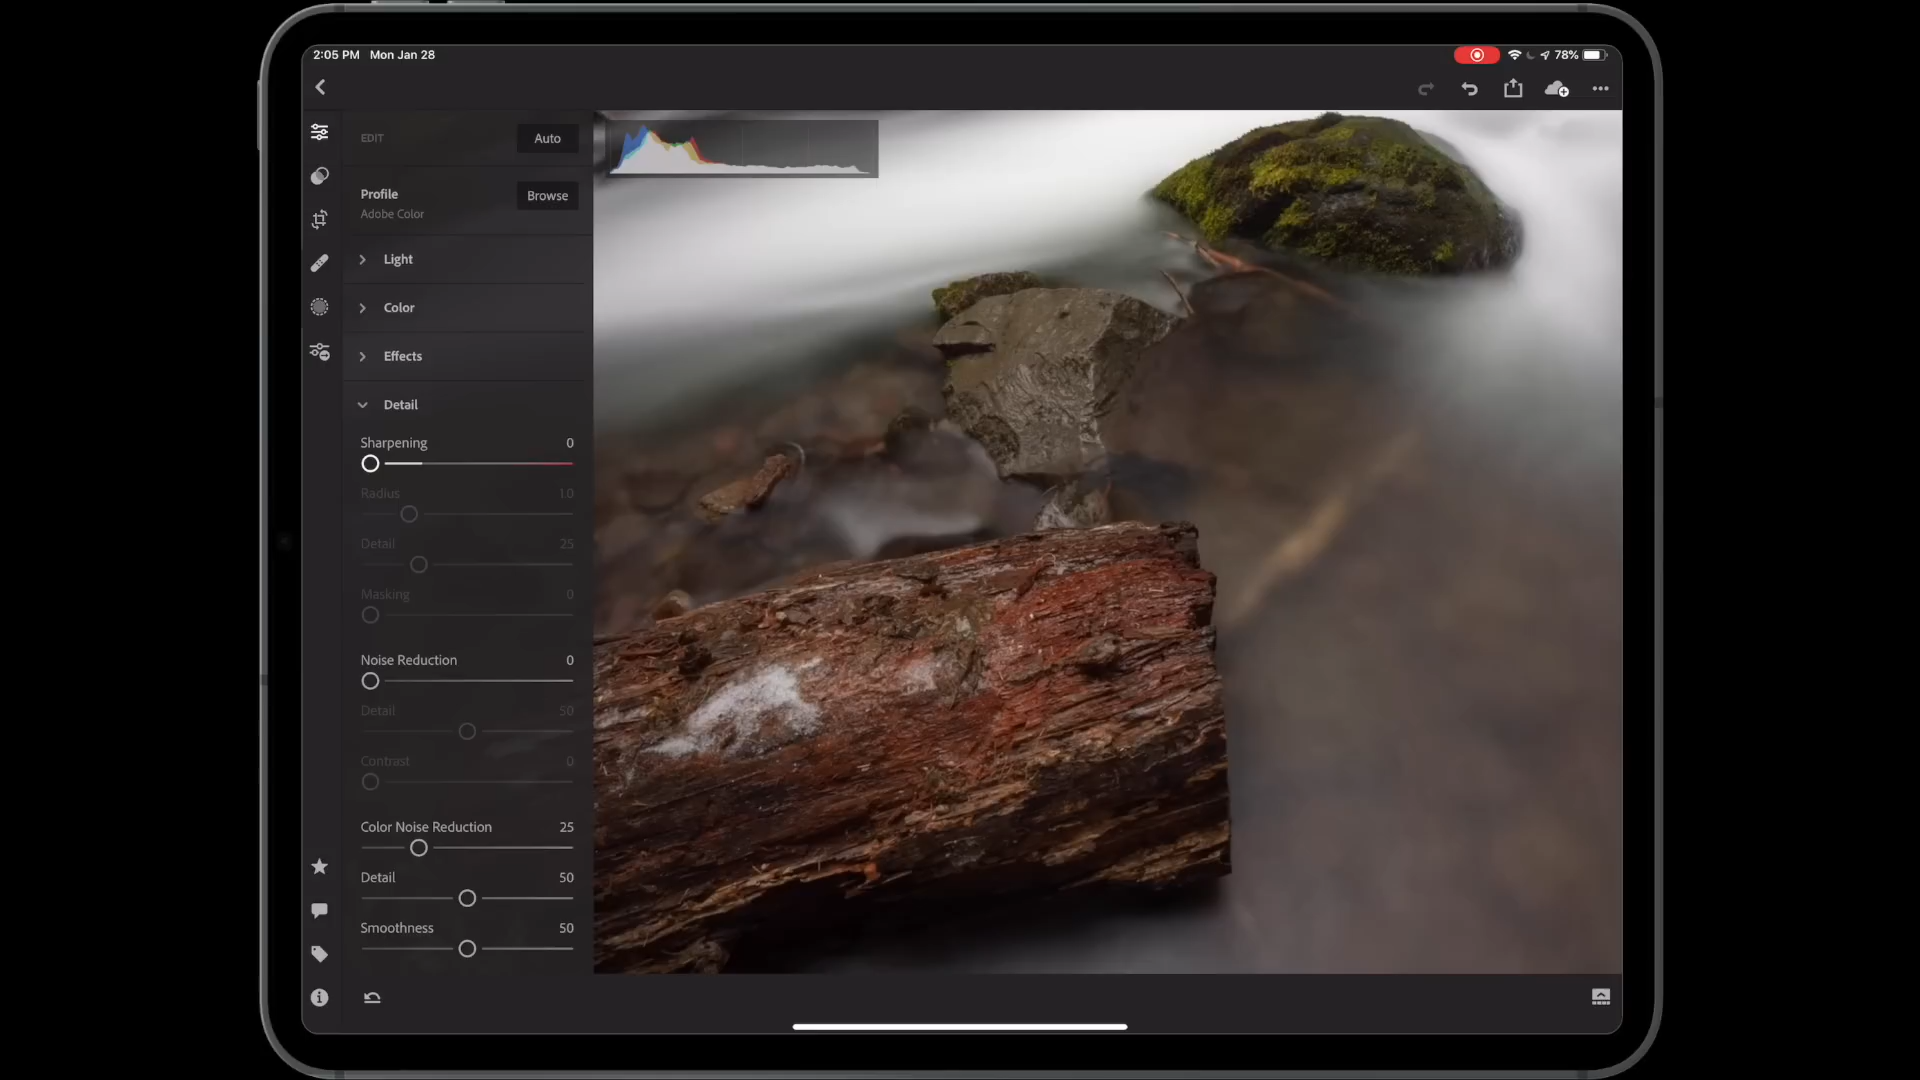 2:05 PM Mon Jan 28
78%
EDIT
Auto
Profile
Browse
Adobe Color
Light
Color
Effects
Detail
Sharpening 0
Radius 1.0
Detail 25
Masking 0
Noise Reduction 0
Detail 50
Contrast 0
Color Noise Reduction 25
Detail 50
Smoothness 50